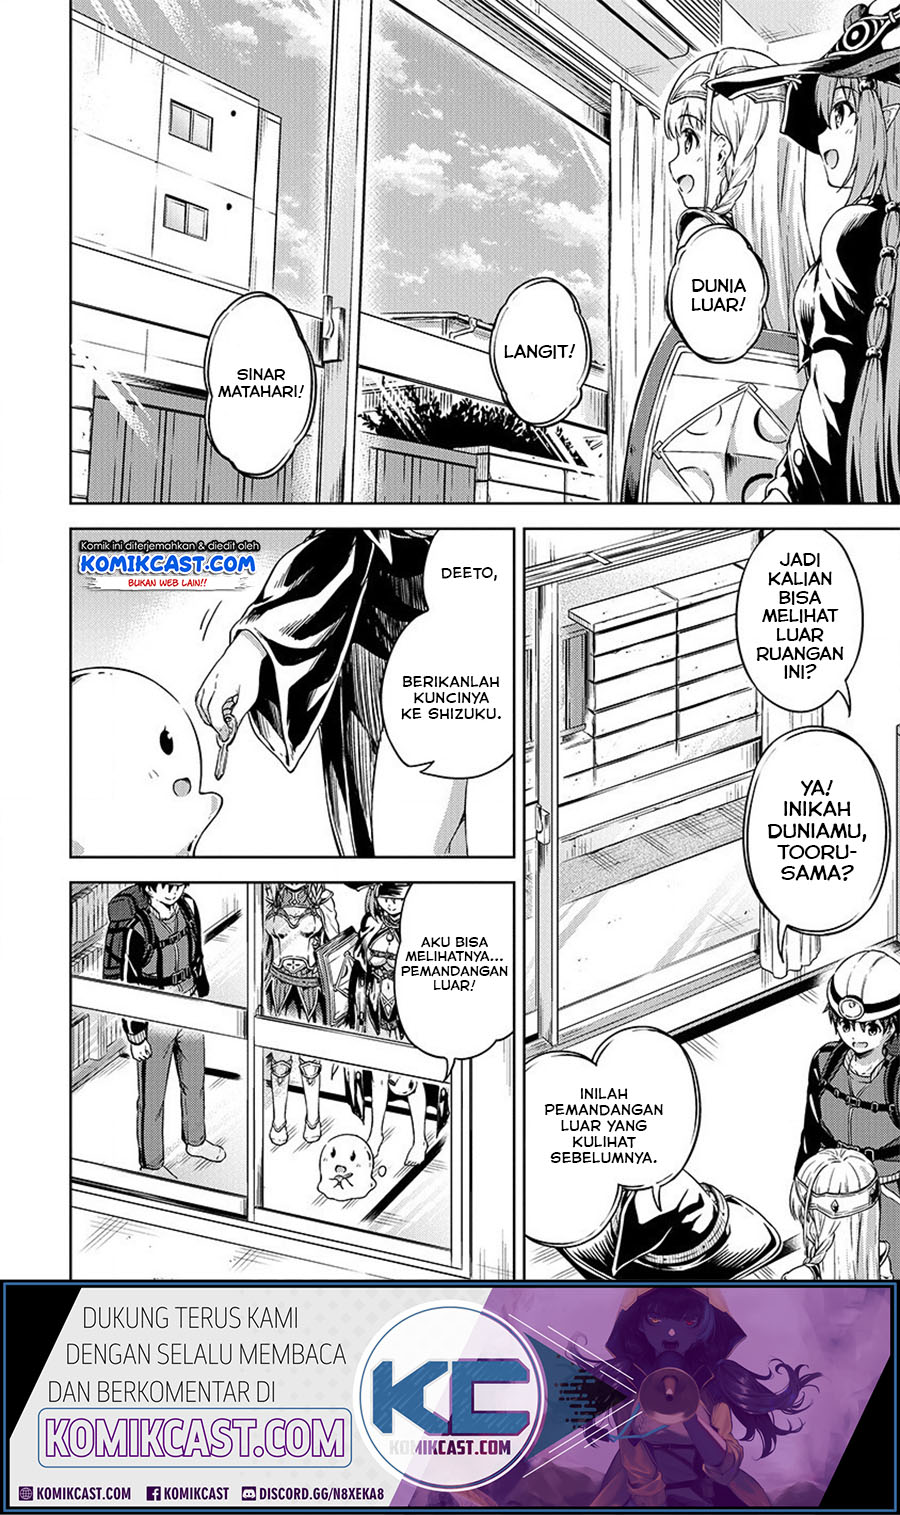 DUNIA
LUAR!
LANGIT!
SINAR
MATAHARI!
JADI
KALIAN
BISA
MELIHAT
LUAR
RUANGAN
INI?
YA!
INIKAH
DUNIAMU,
TOORU-
SAMA?
INILAH
PEMANDANGAN
LUAR YANG
KULIHAT
SEBELUMNYA.
Komik ini diterjemahkan & diedit oleh
KOMIKCAST.COM
BUKAN WEB LAIN!!
DEETO,
BERIKANLAH
KUNCINYA
KE SHIZUKU.
AKU BISA
MELIHATNYA...
PEMANDANGAN
LUAR!
DUKUNG TERUS KAMI
DENGAN SELALU MEMBACA
DAN BERKOMENTAR DI
KOMIKCAST.COM
KOMIKCAST.COM
KOMIKCAST
DISCORD.GG/N8XEKA8
KC
KOMIKCAST.COM